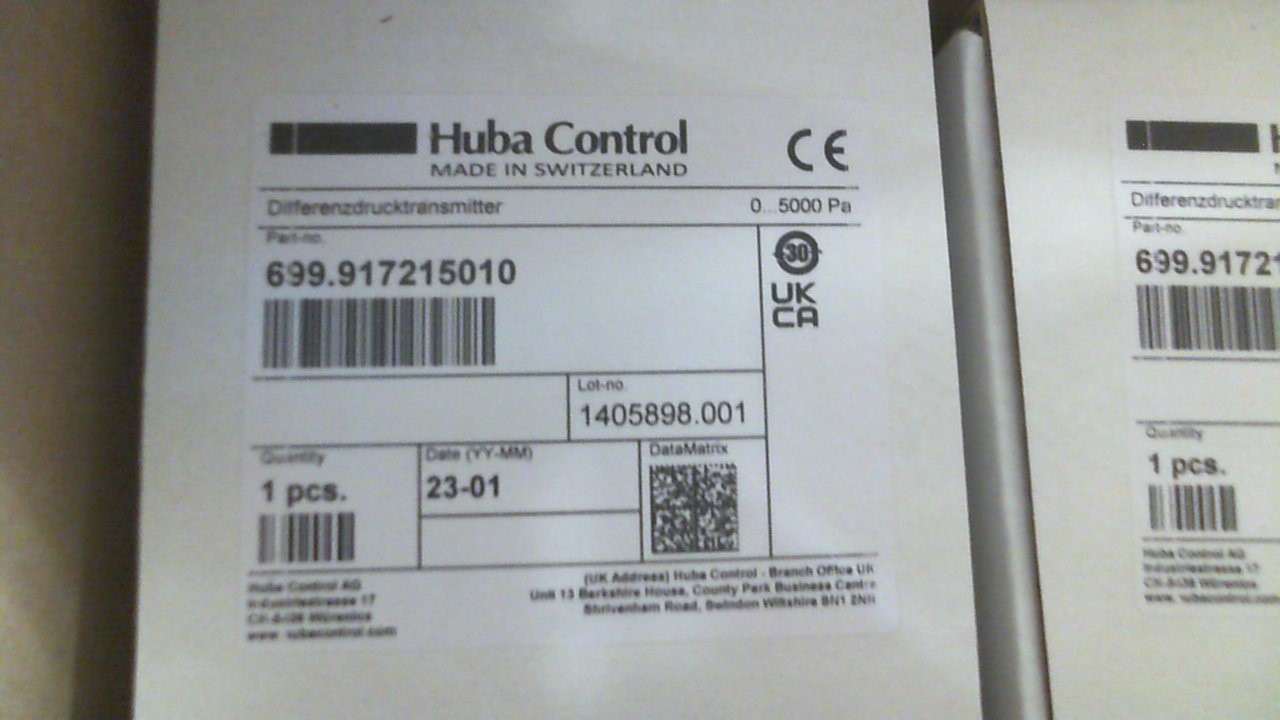 Huba Control
MADE IN SWITZERLAND
CE
Differenzdrucktransmitter 0...5000 Pa
Part-no.
699.917215010
30
UK
CA
Lot-no.
1405898.001
Quantity
1 pcs.
Date (YY-MM)
23-01
DataMatrix
Huba Control AG
Industriestrasse 17
www.hubacontrol.com
(UK Address) Huba Control - Branch Office UK
Unit 13 Berkshire House, County Park Business Centre
Shrivenham Road, Swindon Wiltshire SN1 2NR
Part-no.
Quantity
1 pcs.
Huba Control AG
Industriestrasse 17